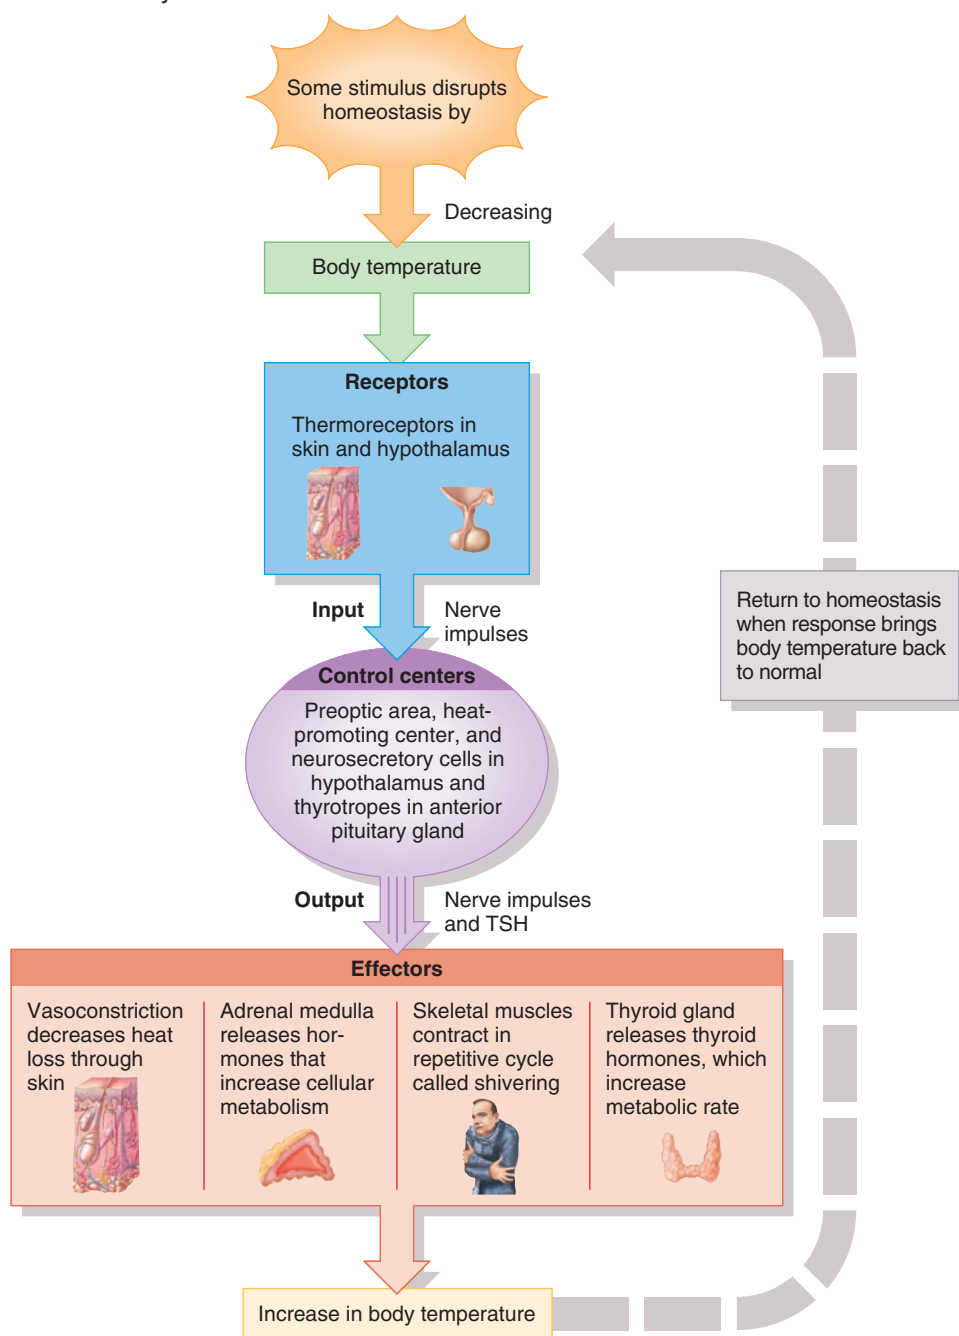 Some stimulus disrupts
homeostasis by
Decreasing
Body temperature
Receptors
Thermoreceptors in
skin and hypothalamus
Input
Nerve
impulses
Control centers
Preoptic area, heat-
promoting center, and
neurosecretory cells in
hypothalamus and
thyrotropes in anterior
pituitary gland
Output
Nerve impulses
and TSH
Effectors
Vasoconstriction
decreases heat
loss through
skin
Adrenal medulla
releases hor-
mones that
increase cellular
metabolism
Skeletal muscles
contract in
repetitive cycle
called shivering
Thyroid gland
releases thyroid
hormones, which
increase
metabolic rate
Increase in body temperature
Return to homeostasis
when response brings
body temperature back
to normal